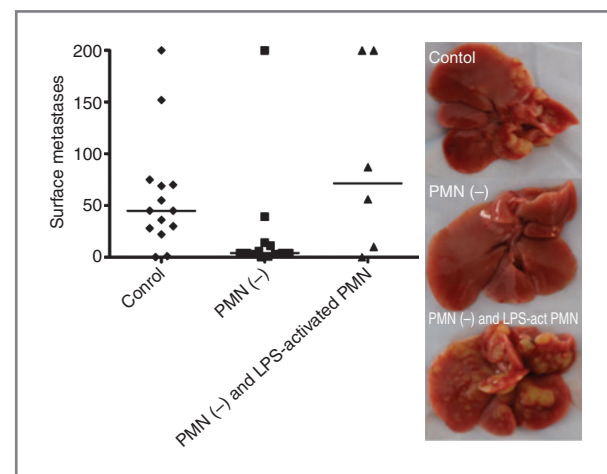 Surface metastases
200
150
100
50
0
Conrol
PMN (–)
PMN (–) and LPS-activated PMN
Contol
PMN (–)
PMN (–) and LPS-act PMN